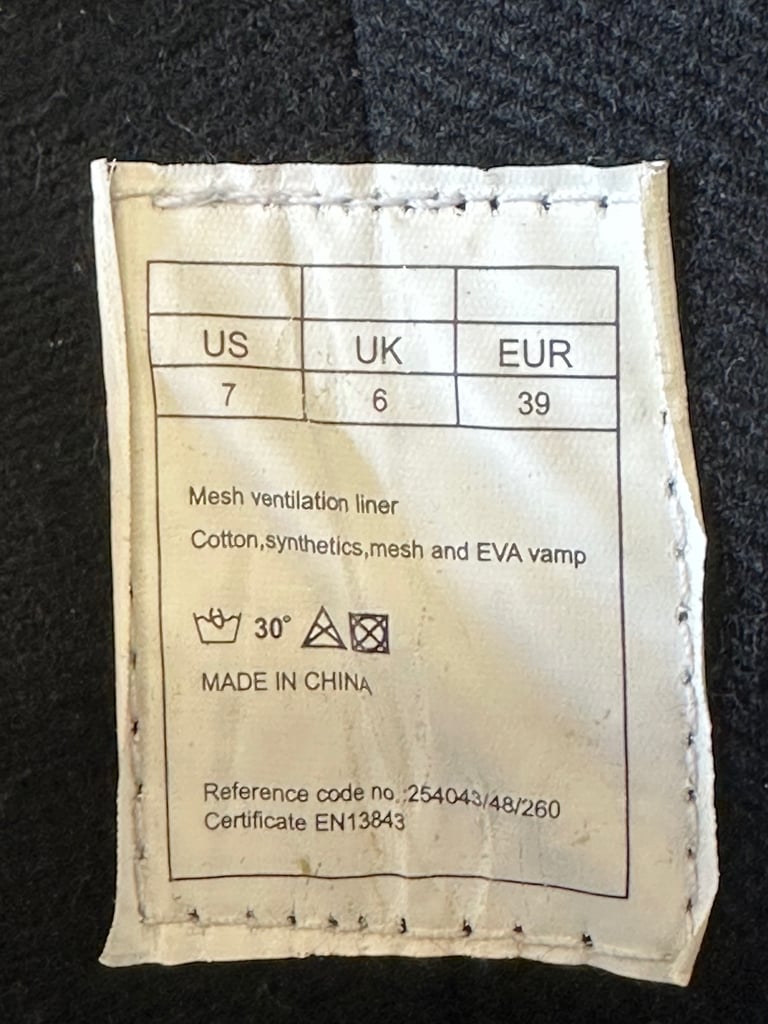 US UK EUR
7 6 39
Mesh ventilation liner
Cotton,synthetics,mesh and EVA vamp
30°
MADE IN CHINA
Reference code no.:254043/48/260
Certificate EN13843